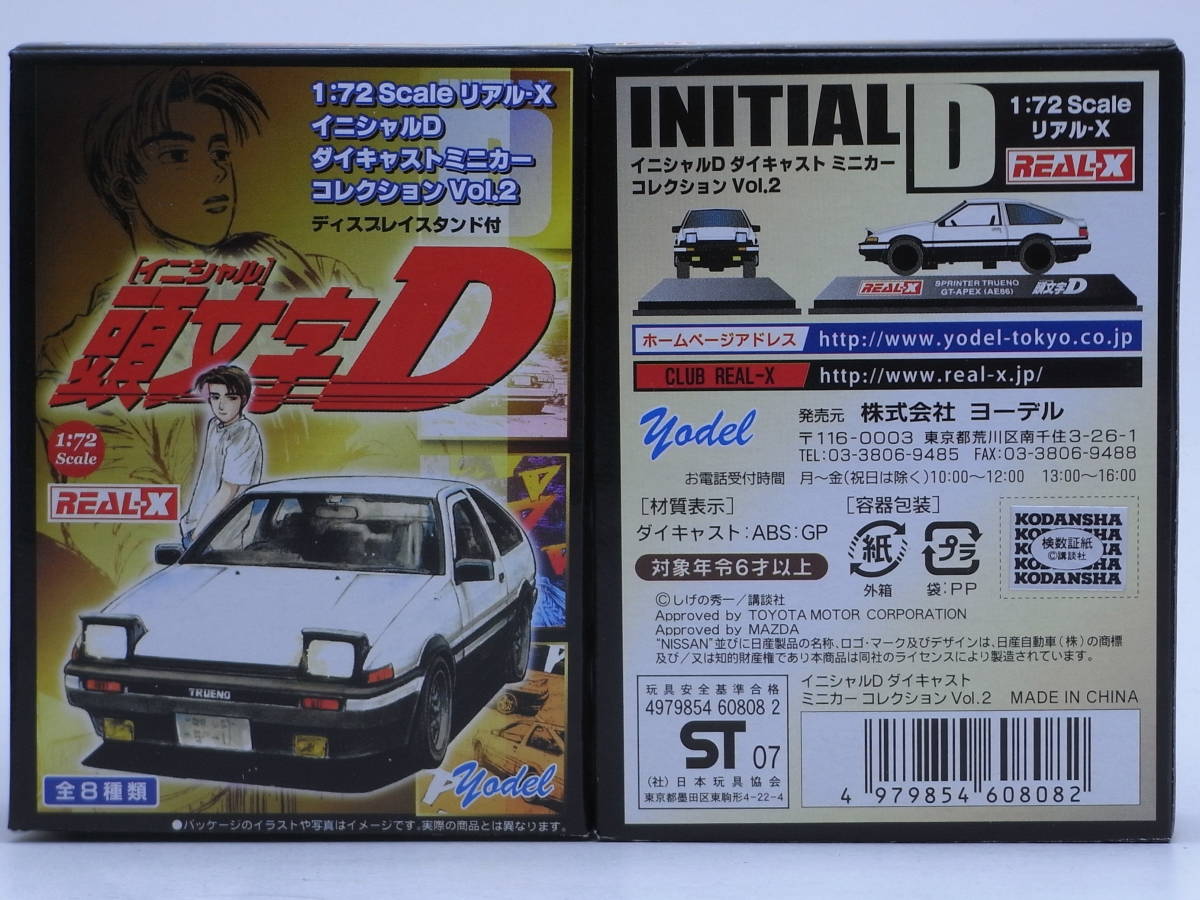 1:72 Scale リアル-X
イニシャルD
ダイキャストミニカー
コレクション Vol.2
ディスプレイスタンド付
[イニシャル]
頭文字D
1:72
Scale
REAL-X
TRUENO
全8種類
yodel
●パッケージのイラストや写真はイメージです。実際の商品とは異なります。
INITIAL D
1:72 Scale
リアル-X
REAL-X
イニシャルD ダイキャスト ミニカー
コレクション Vol.2
REAL-X
SPRINTER TRUENO
GT-APEX (AE86)
頭文字D
ホームページアドレス http://www.yodel-tokyo.co.jp
CLUB REAL-X http://www.real-x.jp/
yodel
発売元 株式会社 ヨーデル
〒116-0003 東京都荒川区南千住3-26-1
TEL:03-3806-9485 FAX:03-3806-9488
お電話受付時間 月～金(祝日は除く)10:00～12:00 13:00～16:00
[材質表示]
ダイキャスト:ABS:GP
対象年令6才以上
[容器包装]
紙
外箱
プラ
袋:PP
KODANSHA
KODANSHA
KODANSHA
検数証紙
©講談社
©しげの秀一/講談社
Approved by TOYOTA MOTOR CORPORATION
Approved by MAZDA
"NISSAN"並びに日産製品の名称、ロゴ・マーク及びデザインは、日産自動車(株)の商標
及び/又は知的財産権であり本商品は同社のライセンスにより製造されています。
玩具安全基準合格
4979854 60808 2
ST 07
(社)日本玩具協会
東京都墨田区東駒形4-22-4
イニシャルD ダイキャスト
ミニカー コレクション Vol.2 MADE IN CHINA
4 979854 608082